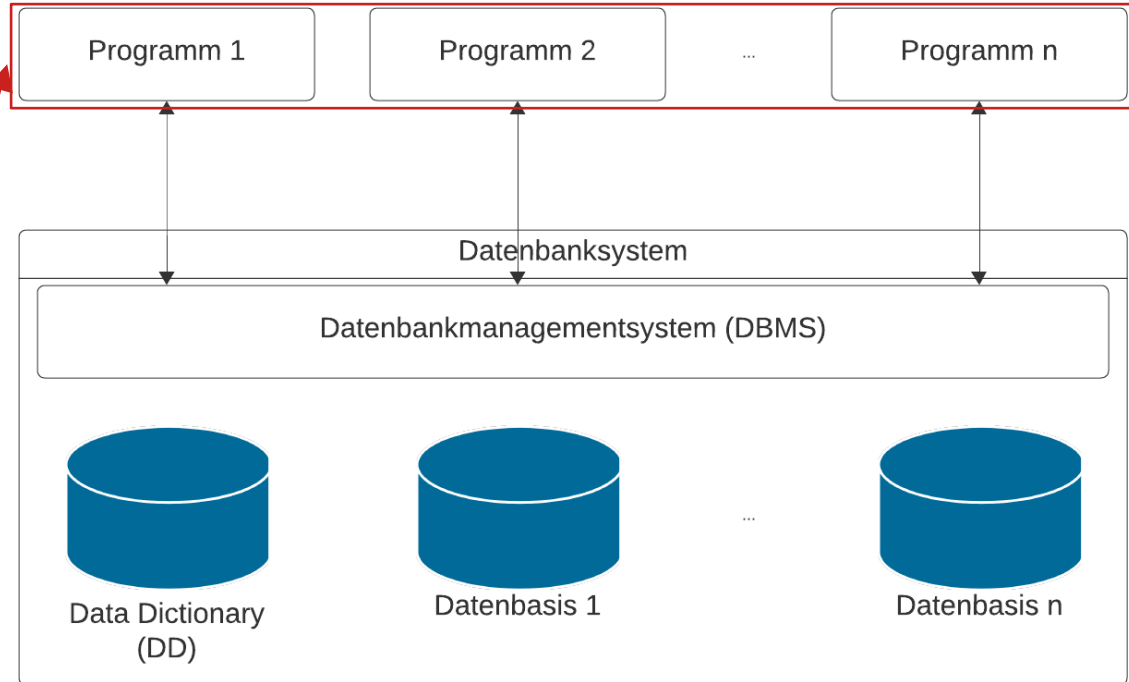 Programm 1
Programm 2
...
Programm n
Datenbanksystem
Datenbankmanagementsystem (DBMS)
...
Data Dictionary
(DD)
Datenbasis 1
Datenbasis n